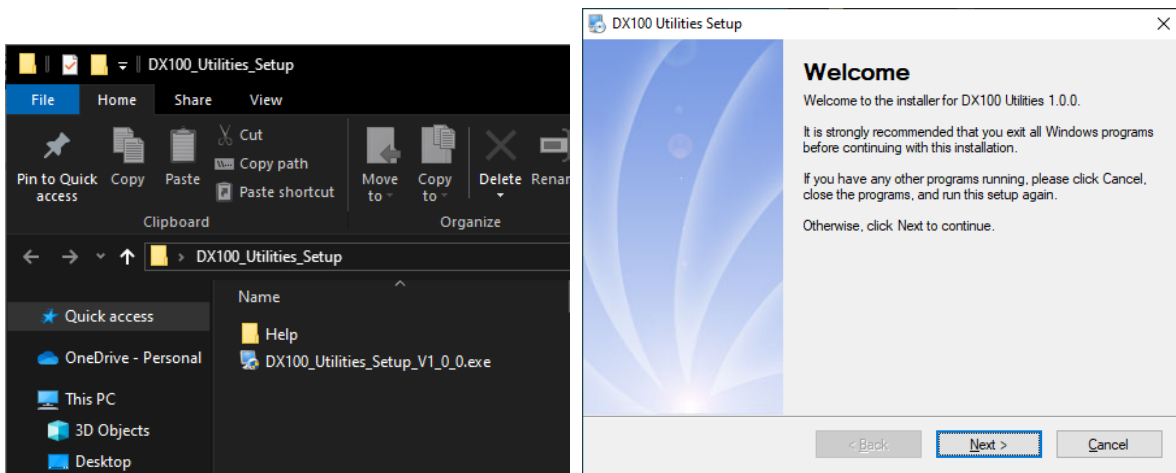 DX100_Utilities_Setup
File Home Share View
Pin to Quick access
Copy
Paste
Cut
Copy path
Paste shortcut
Move to
Copy to
Delete
Clipboard
Organize
DX100_Utilities_Setup
Name
Quick access
Help
OneDrive - Personal
DX100_Utilities_Setup_V1_0_0.exe
This PC
3D Objects
Desktop
DX100 Utilities Setup
Welcome
Welcome to the installer for DX100 Utilities 1.0.0.
It is strongly recommended that you exit all Windows programs
before continuing with this installation.
If you have any other programs running, please click Cancel,
close the programs, and run this setup again.
Otherwise, click Next to continue.
< Back
Next >
Cancel